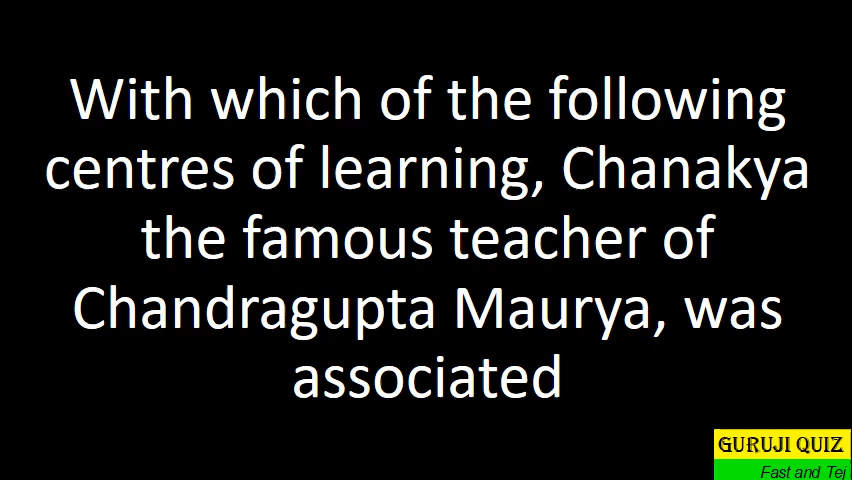 With which of the following
centres of learning, Chanakya
the famous teacher of
Chandragupta Maurya, was
associated
GURUJI QUIZ
Fast and Tej